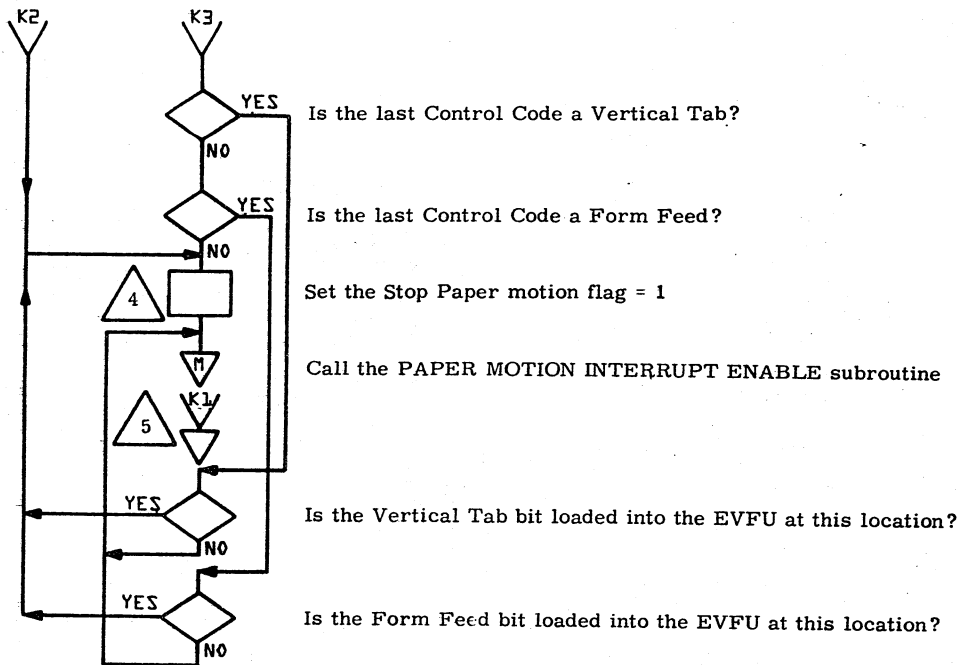 K2 K3
YES Is the last Control Code a Vertical Tab?
NO
YES Is the last Control Code a Form Feed?
NO
4 Set the Stop Paper motion flag = 1
M Call the PAPER MOTION INTERRUPT ENABLE subroutine
K1
5
YES Is the Vertical Tab bit loaded into the EVFU at this location?
NO
YES Is the Form Feed bit loaded into the EVFU at this location?
NO